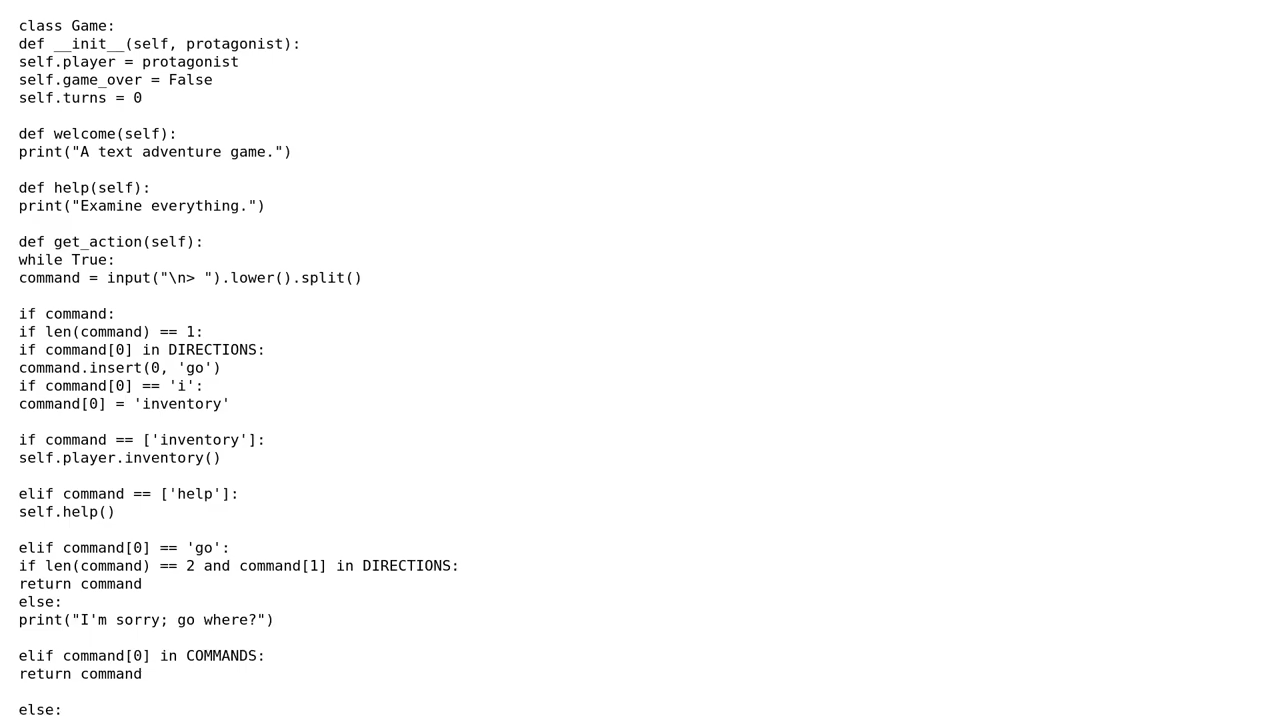 class Game:
def __init__(self, protagonist):
self.player = protagonist
self.game_over = False
self.turns = 0

def welcome(self):
print("A text adventure game.")

def help(self):
print("Examine everything.")

def get_action(self):
while True:
command = input("\n> ").lower().split()

if command:
if len(command) == 1:
if command[0] in DIRECTIONS:
command.insert(0, 'go')
if command[0] == 'i':
command[0] = 'inventory'

if command == ['inventory']:
self.player.inventory()

elif command == ['help']:
self.help()

elif command[0] == 'go':
if len(command) == 2 and command[1] in DIRECTIONS:
return command
else:
print("I'm sorry; go where?")

elif command[0] in COMMANDS:
return command

else: